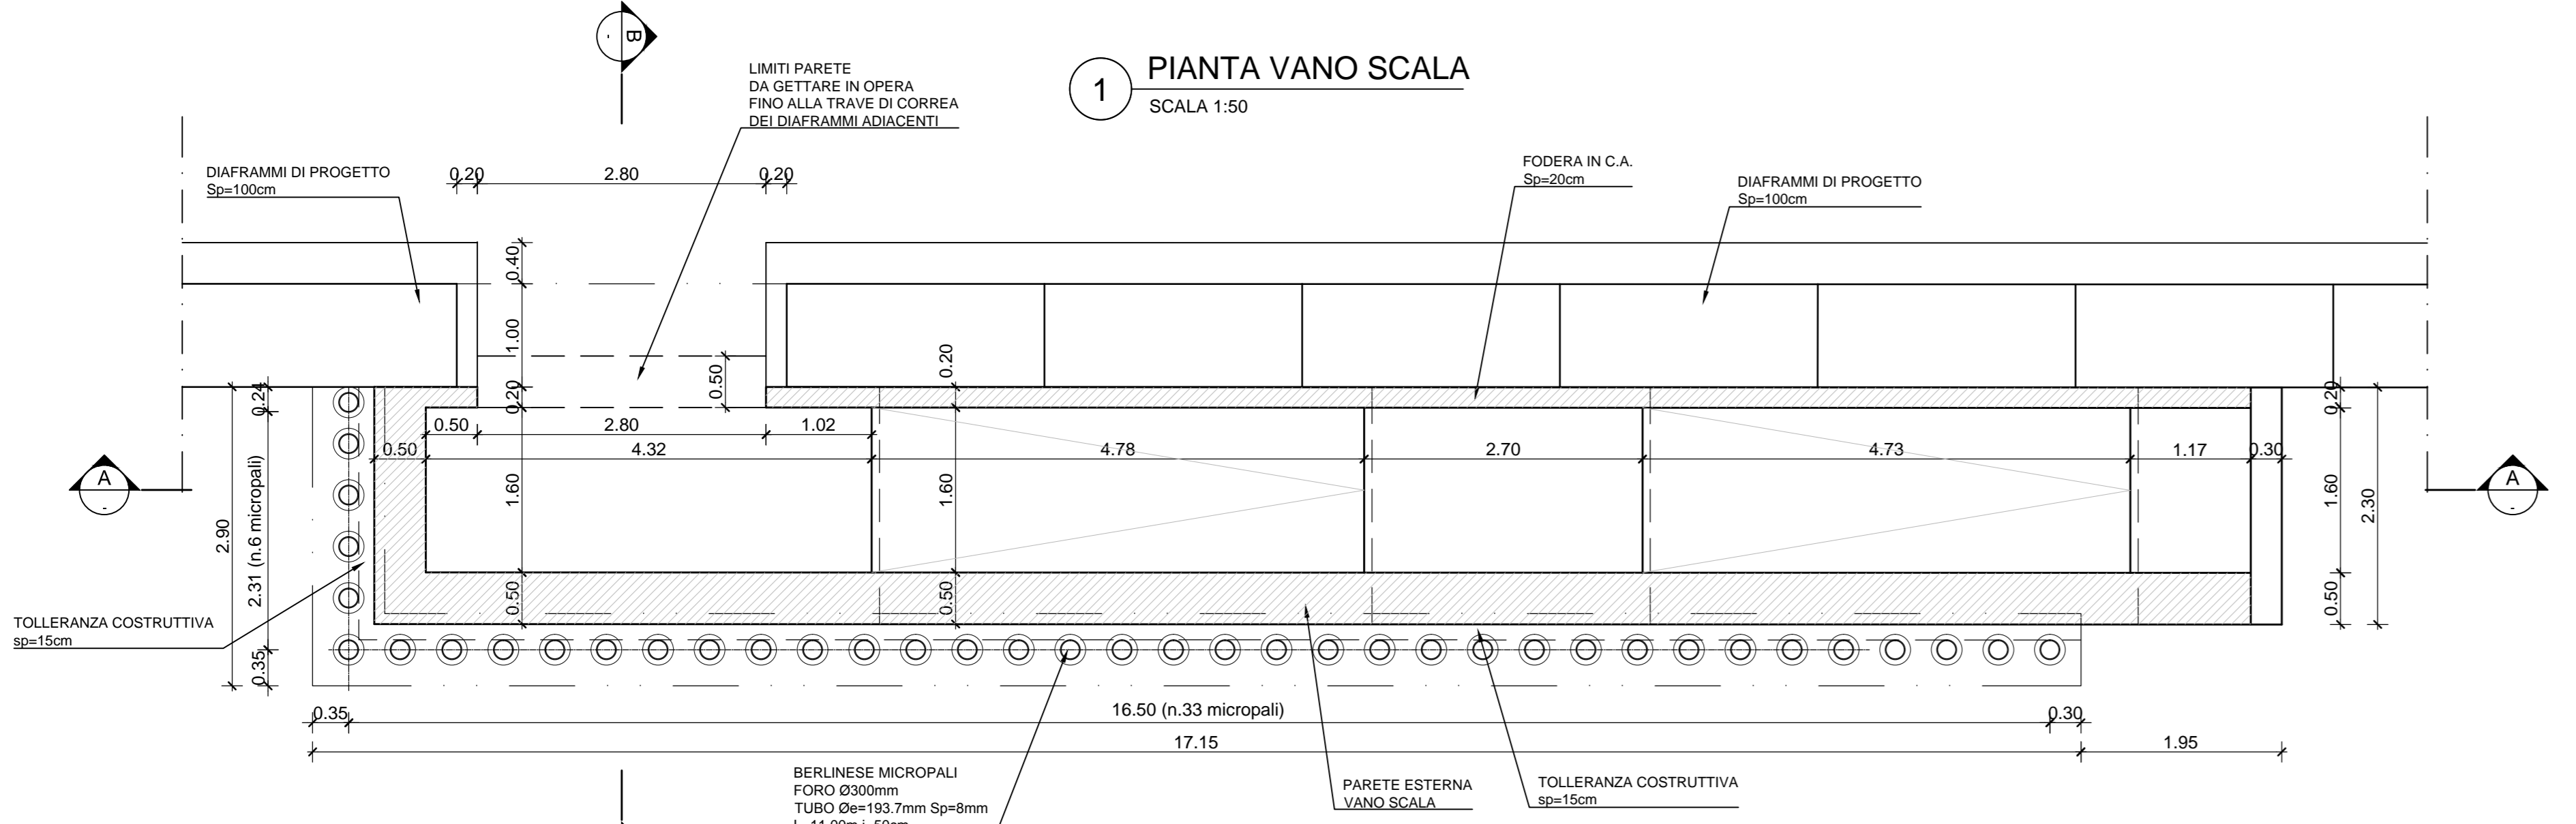 B
-
1
PIANTA VANO SCALA
SCALA 1:50
LIMITI PARETE
DA GETTARE IN OPERA
FINO ALLA TRAVE DI CORREA
DEI DIAFRAMMI ADIACENTI
DIAFRAMMI DI PROGETTO
Sp=100cm
0.20
2.80
0.20
FODERA IN C.A.
Sp=20cm
DIAFRAMMI DI PROGETTO
Sp=100cm
0.40
1.00
0.20
0.50
0.20
0.24
0.20
0.50
2.80
1.02
0.50
4.32
4.78
2.70
4.73
1.17
0.30
A
-
A
-
1.60
1.60
1.60
2.30
2.90
2.31 (n.6 micropali)
0.50
0.50
0.50
TOLLERANZA COSTRUTTIVA
sp=15cm
0.35
0.35
16.50 (n.33 micropali)
0.30
17.15
1.95
BERLINESE MICROPALI
FORO Ø300mm
TUBO Øe=193.7mm Sp=8mm
PARETE ESTERNA
VANO SCALA
TOLLERANZA COSTRUTTIVA
sp=15cm